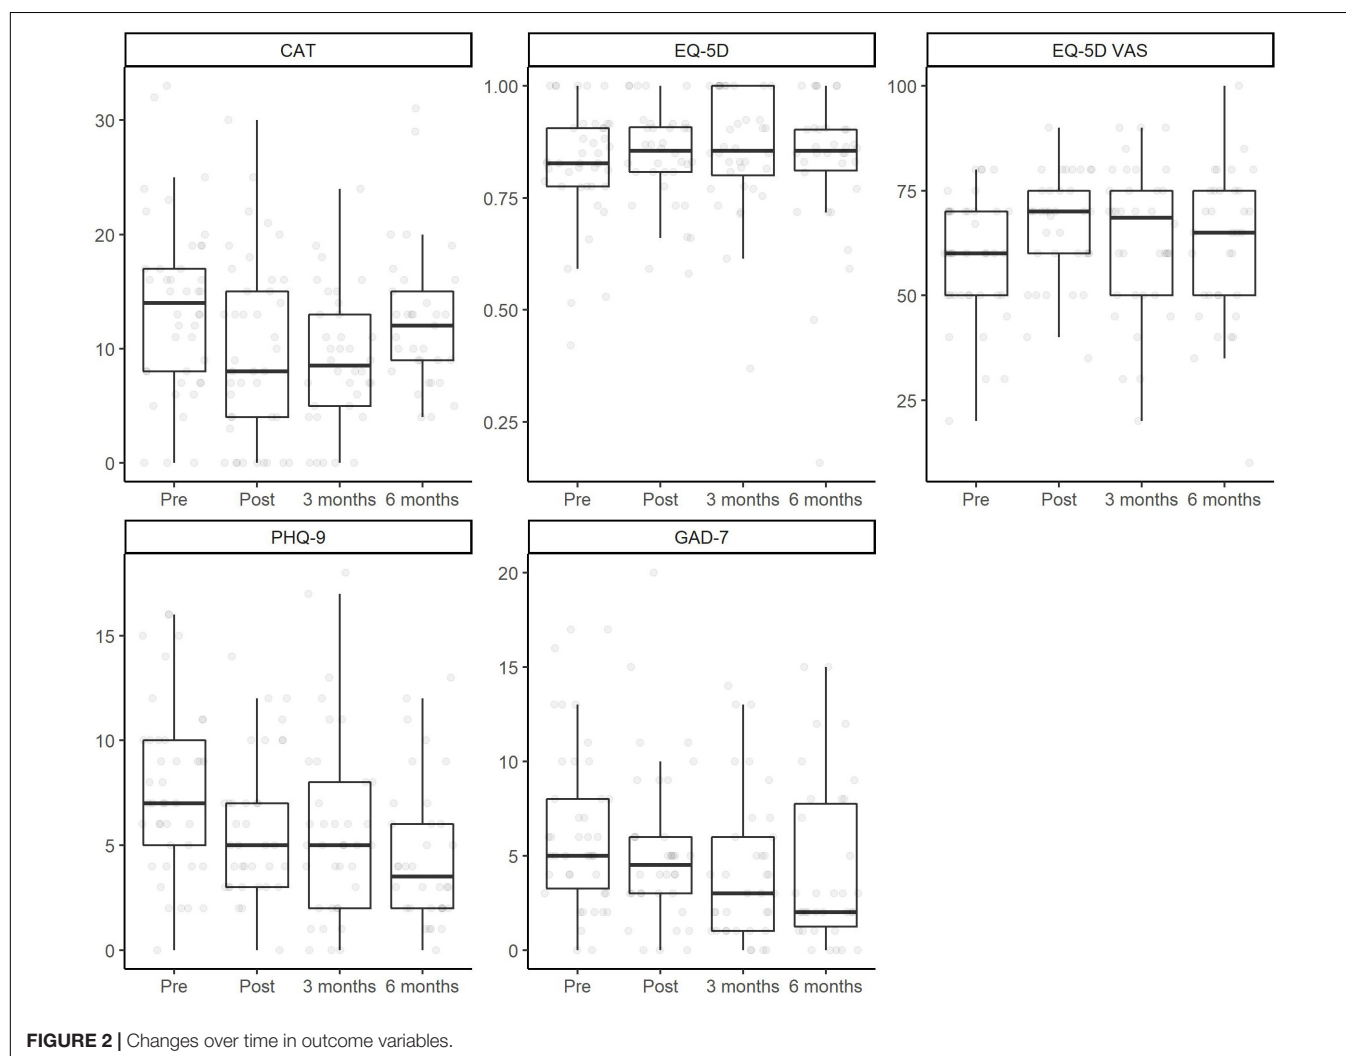 CAT
EQ-5D
EQ-5D VAS
30
20
10
0
1.00
0.75
0.50
0.25
100
75
50
25
Pre Post 3 months 6 months
Pre Post 3 months 6 months
Pre Post 3 months 6 months
PHQ-9
GAD-7
15
10
5
0
20
15
10
5
0
Pre Post 3 months 6 months
Pre Post 3 months 6 months
FIGURE 2 | Changes over time in outcome variables.